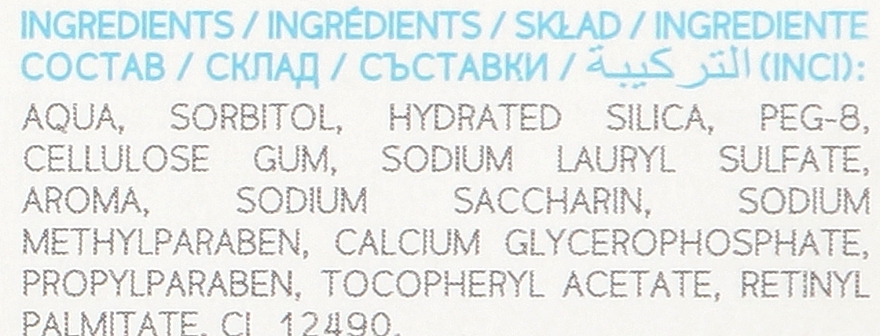 INGREDIENTS / INGRÉDIENTS / SKŁAD / INGREDIENTE
СОСТАВ / СКЛАД / СЪСТАВКИ / التركيبة (INCI):
AQUA, SORBITOL, HYDRATED SILICA, PEG-8,
CELLULOSE GUM, SODIUM LAURYL SULFATE,
AROMA, SODIUM SACCHARIN, SODIUM
METHYLPARABEN, CALCIUM GLYCEROPHOSPHATE,
PROPYLPARABEN, TOCOPHERYL ACETATE, RETINYL
PALMITATE, CI 12490.